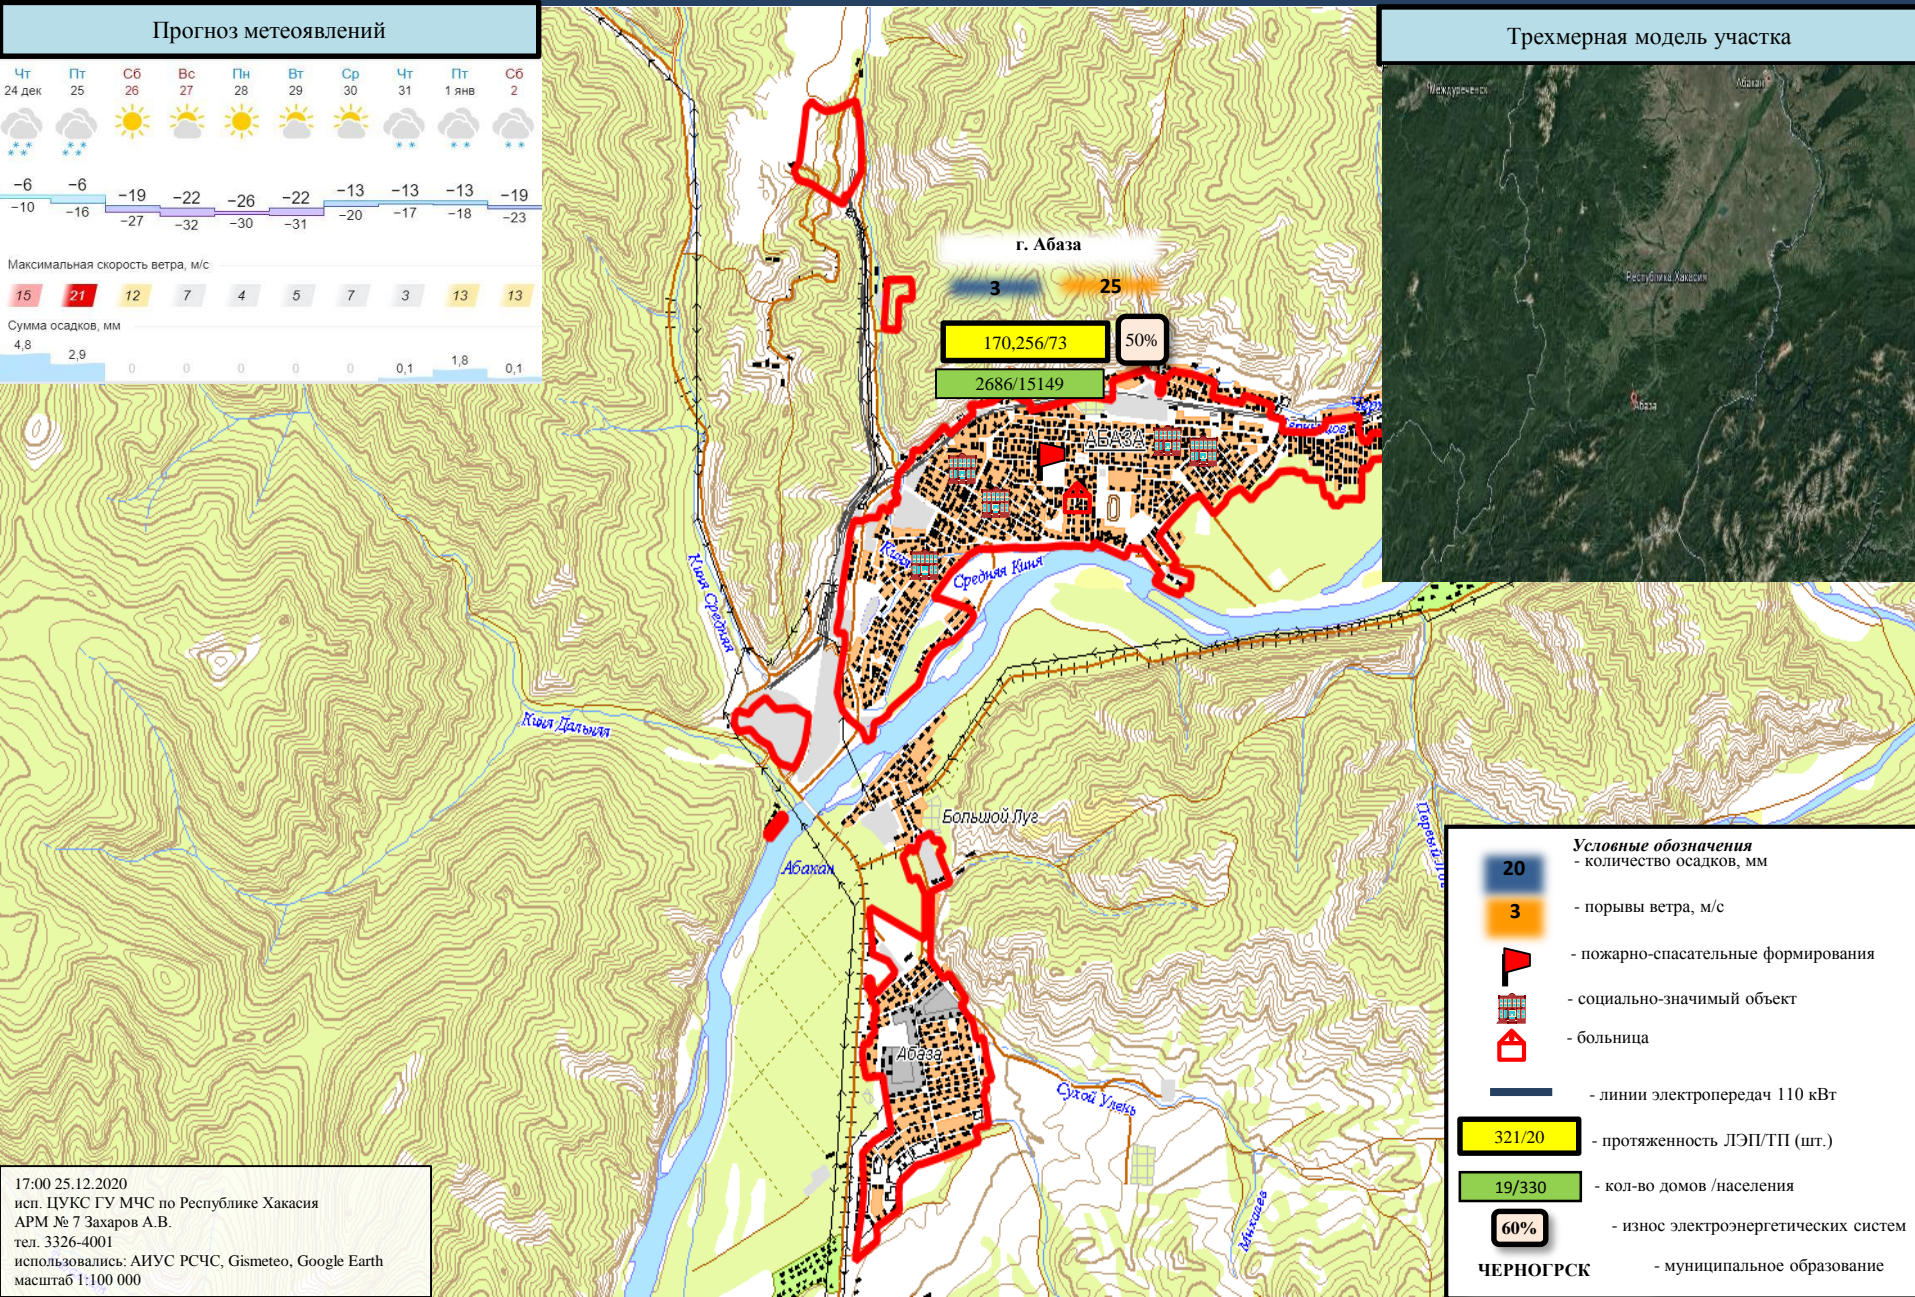 Прогноз метеоявлений
Чт Пт Сб Вс Пн Вт Ср Чт Пт Сб
24 дек 25 26 27 28 29 30 31 1 янв 2
−6 −6 −19 −22 −26 −22 −13 −13 −13 −19
−10 −16 −27 −32 −30 −31 −20 −17 −18 −23
Максимальная скорость ветра, м/с
15 21 12 7 4 5 7 3 13 13
Сумма осадков, мм
4,8 2,9 0 0 0 0 0 0,1 1,8 0,1
г. Абаза
3 25
170,256/73 50%
2686/15149
АБАЗА
Средняя Киня
Киня Средняя
Киня Дальняя
Большой Луг
Абакан
Абаза
Сухой Улень
Михалев
Трехмерная модель участка
Междуреченск
Абакан
Республика Хакасия
Абаза
Условные обозначения
20 - количество осадков, мм
3 - порывы ветра, м/с
- пожарно-спасательные формирования
- социально-значимый объект
- больница
- линии электропередач 110 кВт
321/20 - протяженность ЛЭП/ТП (шт.)
19/330 - кол-во домов /населения
60% - износ электроэнергетических систем
ЧЕРНОГРСК - муниципальное образование
17:00 25.12.2020
исп. ЦУКС ГУ МЧС по Республике Хакасия
АРМ № 7 Захаров А.В.
тел. 3326-4001
использовались: АИУС РСЧС, Gismeteo, Google Earth
масштаб 1:100 000